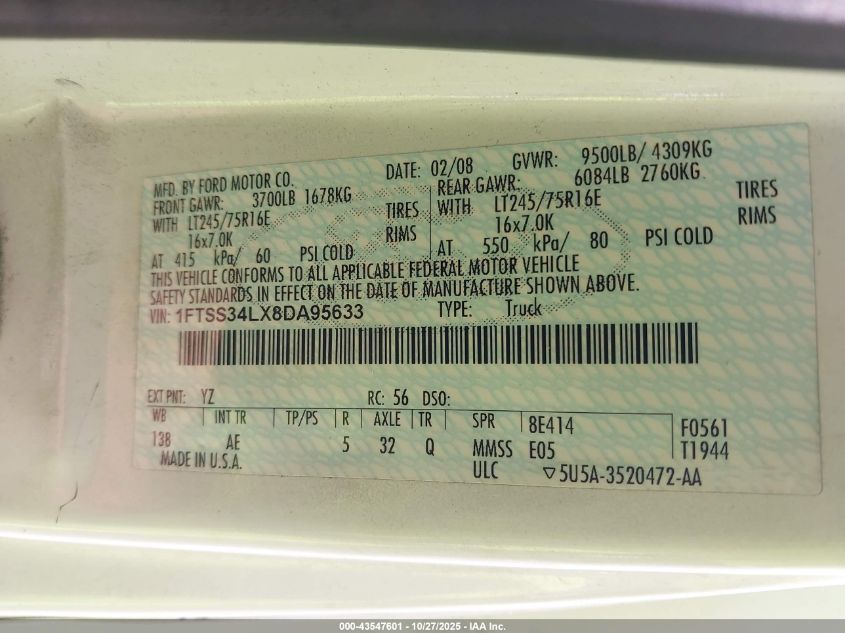 MFD. BY FORD MOTOR CO. DATE: 02/08 GVWR: 9500LB/ 4309KG
FRONT GAWR: 3700LB 1678KG REAR GAWR: 6084LB 2760KG
WITH LT245/75R16E TIRES WITH LT245/75R16E TIRES
16x7.0K RIMS 16x7.0K RIMS
AT 415 kPa/ 60 PSI COLD AT 550 kPa/ 80 PSI COLD
THIS VEHICLE CONFORMS TO ALL APPLICABLE FEDERAL MOTOR VEHICLE
SAFETY STANDARDS IN EFFECT ON THE DATE OF MANUFACTURE SHOWN ABOVE.
VIN: 1FTSS34LX8DA95633 TYPE: Truck
EXT PNT: YZ RC: 56 DSO:
WB INT TR TP/PS R AXLE TR SPR 8E414 F0561
138 AE 5 32 Q MMSS E05 T1944
MADE IN U.S.A. ULC ▽5U5A-3520472-AA
000-43547601 - 10/27/2025 - IAA Inc.